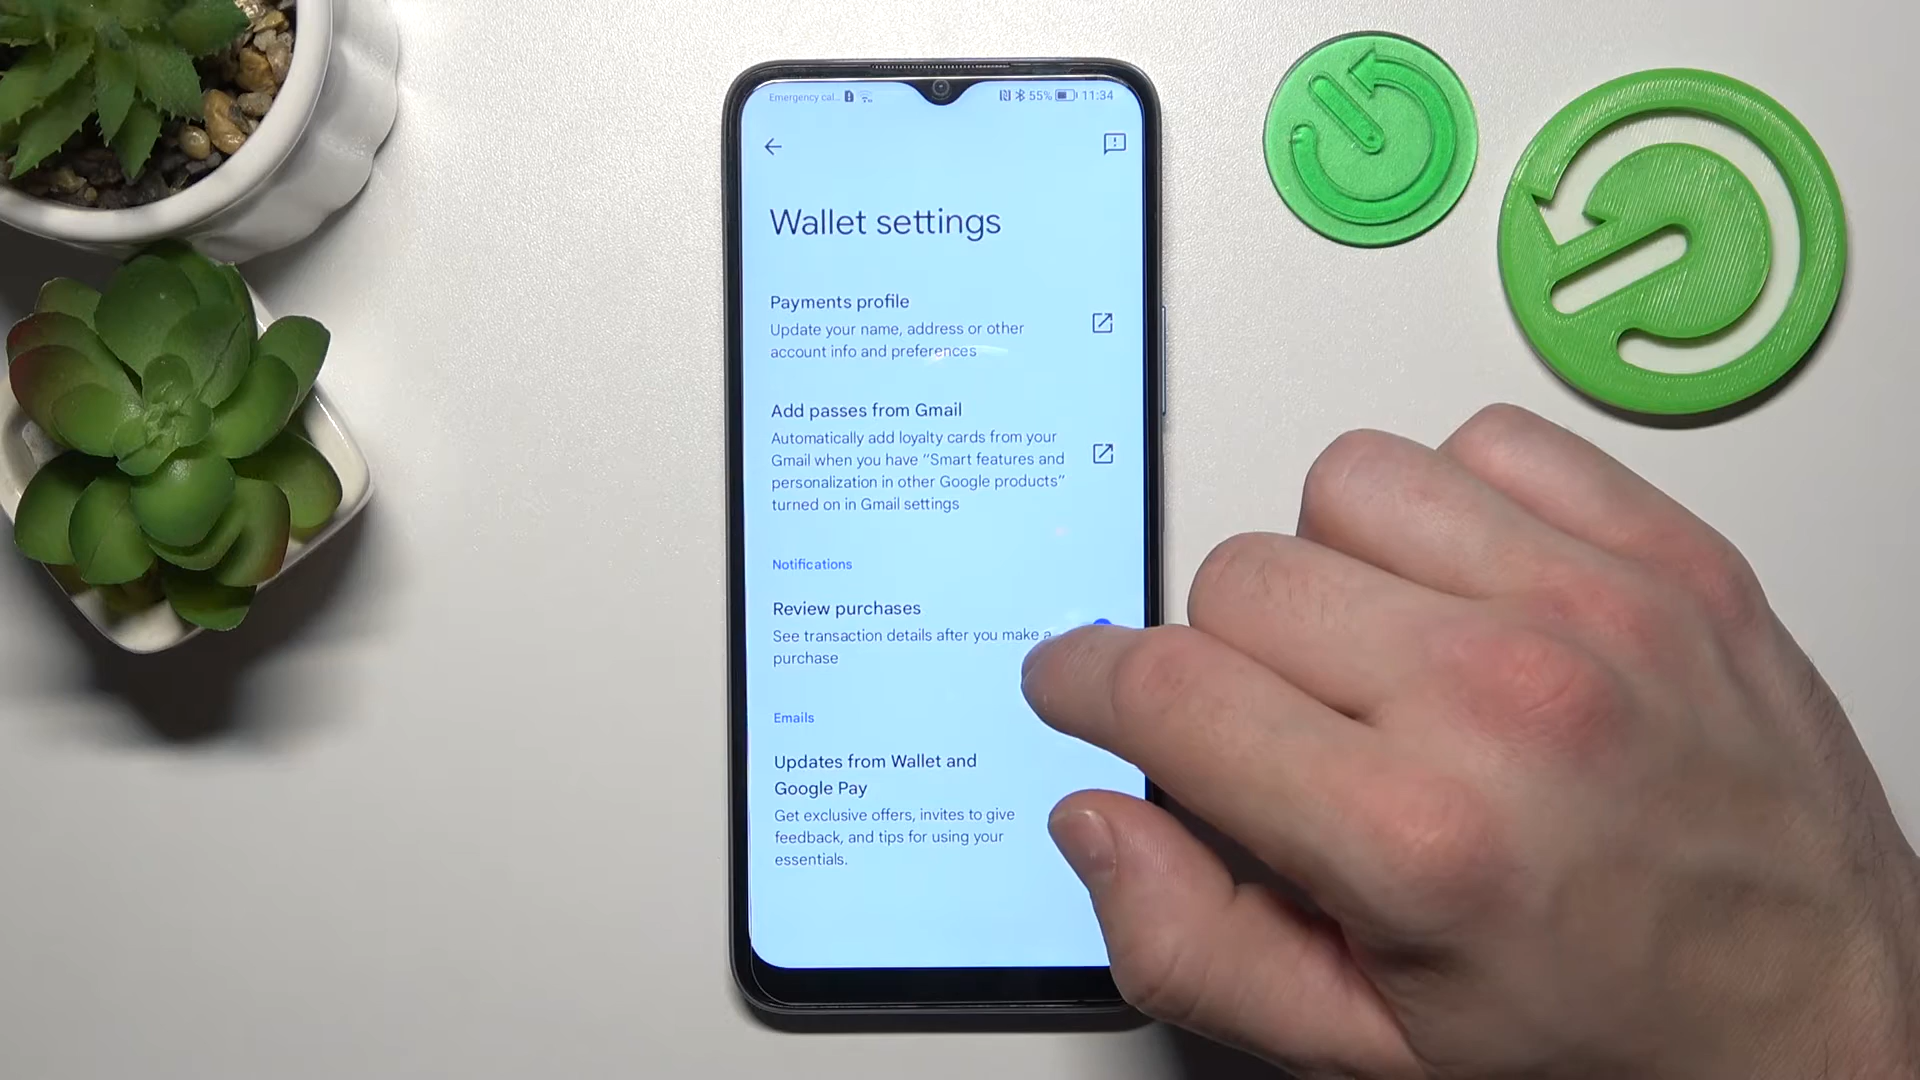 Emergency cal... 55% 11:34
Wallet settings
Payments profile
Update your name, address or other
account info and preferences
Add passes from Gmail
Automatically add loyalty cards from your
Gmail when you have “Smart features and
personalization in other Google products”
turned on in Gmail settings
Notifications
Review purchases
See transaction details after you make a
purchase
Emails
Updates from Wallet and
Google Pay
Get exclusive offers, invites to give
feedback, and tips for using your
essentials.